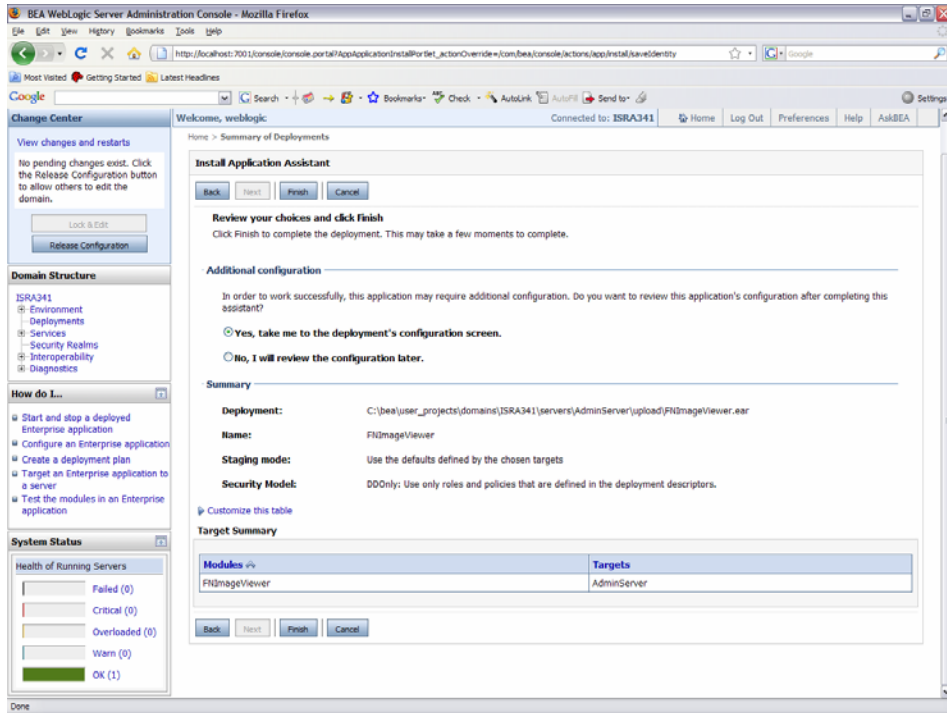 BEA WebLogic Server Administration Console - Mozilla Firefox
File Edit View History Bookmarks Tools Help
http://localhost:7001/console/console.portal?AppApplicationInstallPortlet_actionOverride=/com/bea/console/actions/app/install/saveIdentity
Google
Most Visited Getting Started Latest Headlines
Google Search Bookmarks Check AutoLink AutoFill Send to Settings
Change Center
View changes and restarts
No pending changes exist. Click
the Release Configuration button
to allow others to edit the
domain.
Lock & Edit
Release Configuration
Domain Structure
ISRA341
Environment
Deployments
Services
Security Realms
Interoperability
Diagnostics
How do I...
Start and stop a deployed
Enterprise application
Configure an Enterprise application
Create a deployment plan
Target an Enterprise application to
a server
Test the modules in an Enterprise
application
System Status
Health of Running Servers
Failed (0)
Critical (0)
Overloaded (0)
Warn (0)
OK (1)
Welcome, weblogic Connected to: ISRA341 Home Log Out Preferences Help AskBEA
Home > Summary of Deployments
Install Application Assistant
Back Next Finish Cancel
Review your choices and click Finish
Click Finish to complete the deployment. This may take a few moments to complete.
Additional configuration
In order to work successfully, this application may require additional configuration. Do you want to review this application's configuration after completing this
assistant?
Yes, take me to the deployment's configuration screen.
No, I will review the configuration later.
Summary
Deployment: C:\bea\user_projects\domains\ISRA341\servers\AdminServer\upload\FNImageViewer.ear
Name: FNImageViewer
Staging mode: Use the defaults defined by the chosen targets
Security Model: DDOnly: Use only roles and policies that are defined in the deployment descriptors.
Customize this table
Target Summary
Modules Targets
FNImageViewer AdminServer
Back Next Finish Cancel
Done